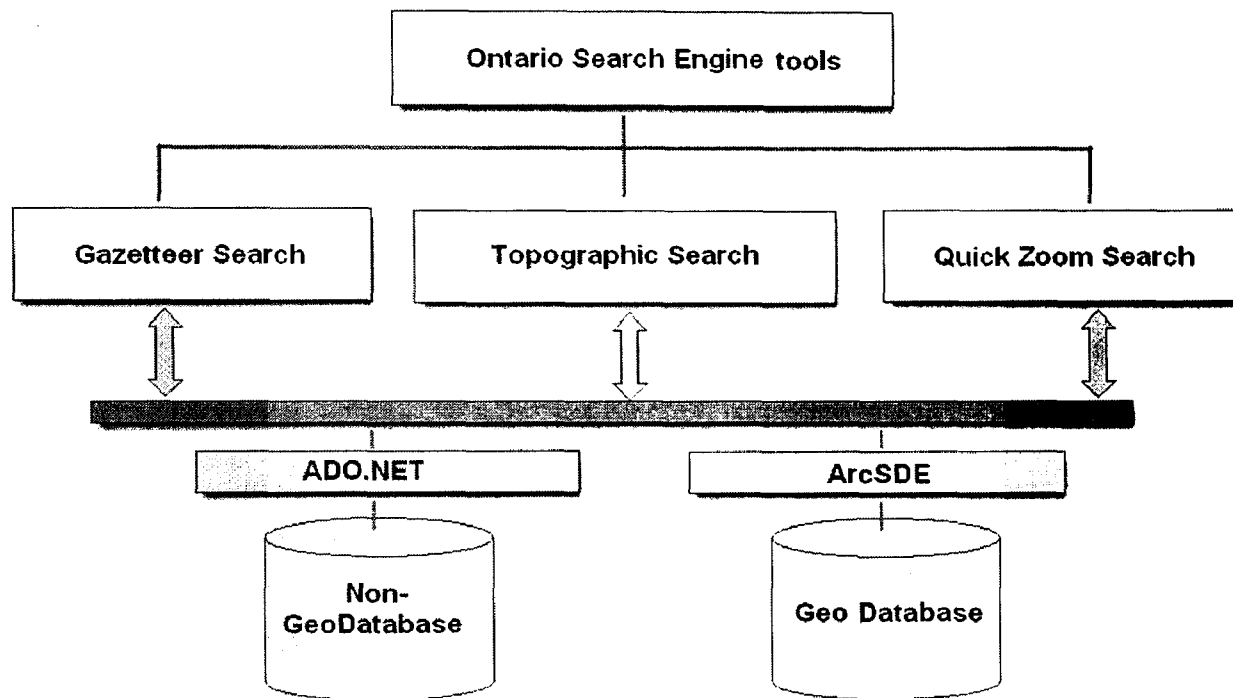 Ontario Search Engine tools
Gazetteer Search
Topographic Search
Quick Zoom Search
ADO.NET
ArcSDE
Non-
GeoDatabase
Geo Database